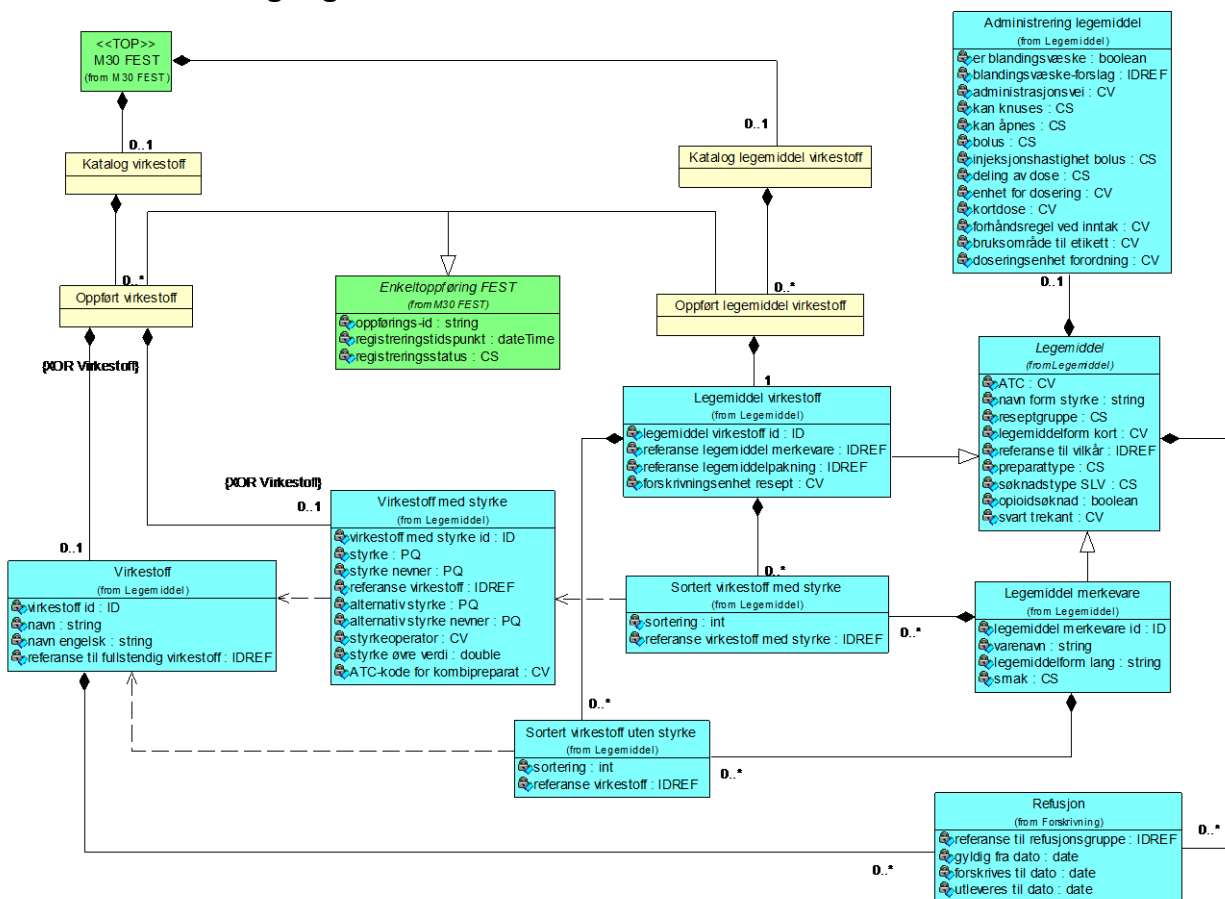 <<TOP>>
M30 FEST
(from M30 FEST)
0..1
Katalog virkestoff
0..*
Oppført virkestoff
{XOR Virkestoff}
{XOR Virkestoff}
0..1
0..1
0..1
Katalog legemiddel virkestoff
0..*
Oppført legemiddel virkestoff
1
Enkeltoppføring FEST
(from M30 FEST)
oppførings-id : string
registreringstidspunkt : dateTime
registreringsstatus : CS
Administrering legemiddel
(from Legemiddel)
er blandingsvæske : boolean
blandingsvæske-forslag : IDREF
administrasjonsvei : CV
kan knuses : CS
kan åpnes : CS
bolus : CS
injeksjonshastighet bolus : CS
deling av dose : CS
enhet for dosering : CV
kortdose : CV
forhåndsregel ved inntak : CV
bruksområde til etikett : CV
doseringsenhet forordning : CV
0..1
Legemiddel
(from Legemiddel)
ATC : CV
navn form styrke : string
reseptgruppe : CS
legemiddelform kort : CV
referanse til vilkår : IDREF
preparattype : CS
søknadstype SLV : CS
opioidsøknad : boolean
svart trekant : CV
Legemiddel virkestoff
(from Legemiddel)
legemiddel virkestoff id : ID
referanse legemiddel merkevare : IDREF
referanse legemiddelpakning : IDREF
forskrivningsenhet resept : CV
Virkestoff med styrke
(from Legemiddel)
virkestoff med styrke id : ID
styrke : PQ
styrke nevner : PQ
referanse virkestoff : IDREF
alternativ styrke : PQ
alternativ styrke nevner : PQ
styrkeoperator : CV
styrke øvre verdi : double
ATC-kode for kombipreparat : CV
Virkestoff
(from Legemiddel)
virkestoff id : ID
navn : string
navn engelsk : string
referanse til fullstendig virkestoff : IDREF
0..*
Sortert virkestoff med styrke
(from Legemiddel)
sortering : int
referanse virkestoff med styrke : IDREF
0..*
Legemiddel merkevare
(from Legemiddel)
legemiddel merkevare id : ID
varenavn : string
legemiddelform lang : string
smak : CS
0..*
Sortert virkestoff uten styrke
(from Legemiddel)
sortering : int
referanse virkestoff : IDREF
0..*
Refusjon
(from Forskrivning)
referanse til refusjonsgruppe : IDREF
gyldig fra dato : date
forskrives til dato : date
utleveres til dato : date
0..*
0..*